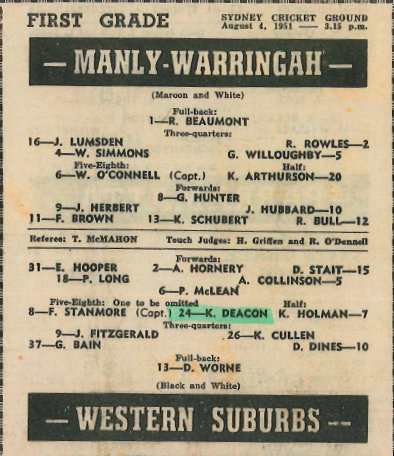 FIRST GRADE
SYDNEY CRICKET GROUND
August 4, 1951 — 3.15 p.m.
— MANLY-WARRINGAH —
(Maroon and White)
Full-back:
1—R. BEAUMONT
Three-quarters:
16—J. LUMSDEN R. ROWLES—2
4—W. SIMMONS G. WILLOUGHBY—5
Five-Eighth: Half:
6—W. O'CONNELL (Capt.) K. ARTHURSON—20
Forwards:
8—G. HUNTER
9—J. HERBERT J. HUBBARD—10
11—F. BROWN 13—K. SCHUBERT R. BULL—12
Referee: T. McMAHON Touch Judges: H. Griffen and R. O'Donnell
Forwards:
31—E. HOOPER 2—A. HORNERY D. STAIT—15
18—P. LONG A. COLLINSON—5
6—P. McLEAN
Five-Eighth: One to be omitted Half:
8—F. STANMORE (Capt.) 24—K. DEACON K. HOLMAN—7
Three-quarters:
9—J. FITZGERALD 26—K. CULLEN
37—G. BAIN D. DINES—10
Full-back:
13—D. WORNE
(Black and White)
— WESTERN SUBURBS —